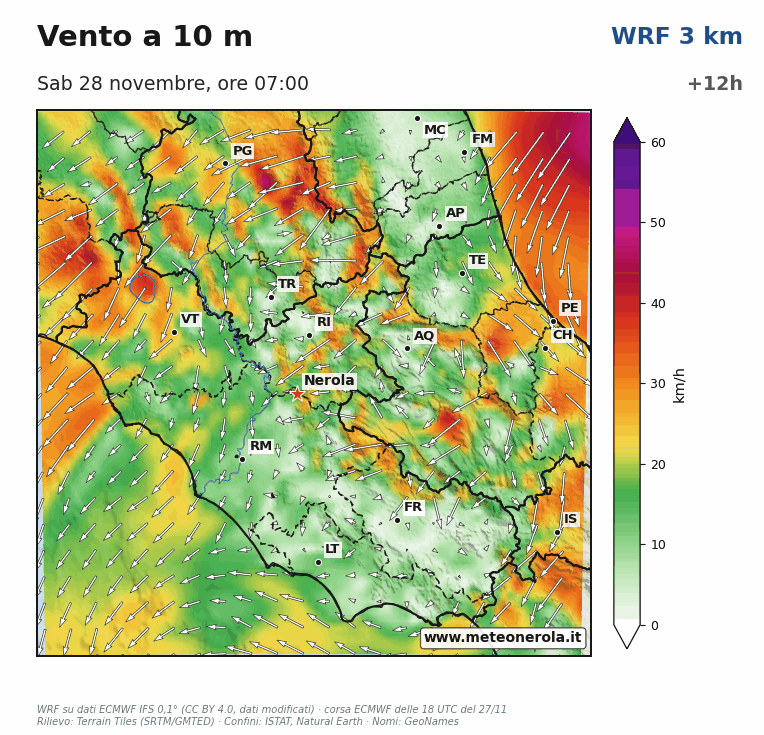 Vento a 10 m
WRF 3 km
Sab 28 novembre, ore 07:00
+12h
MC
FM
PG
AP
TE
TR
PE
VT
RI
AQ
CH
Nerola
RM
FR
IS
LT
www.meteonerola.it
60
50
40
30
20
10
0
km/h
WRF su dati ECMWF IFS 0,1° (CC BY 4.0, dati modificati) · corsa ECMWF delle 18 UTC del 27/11
Rilievo: Terrain Tiles (SRTM/GMTED) · Confini: ISTAT, Natural Earth · Nomi: GeoNames